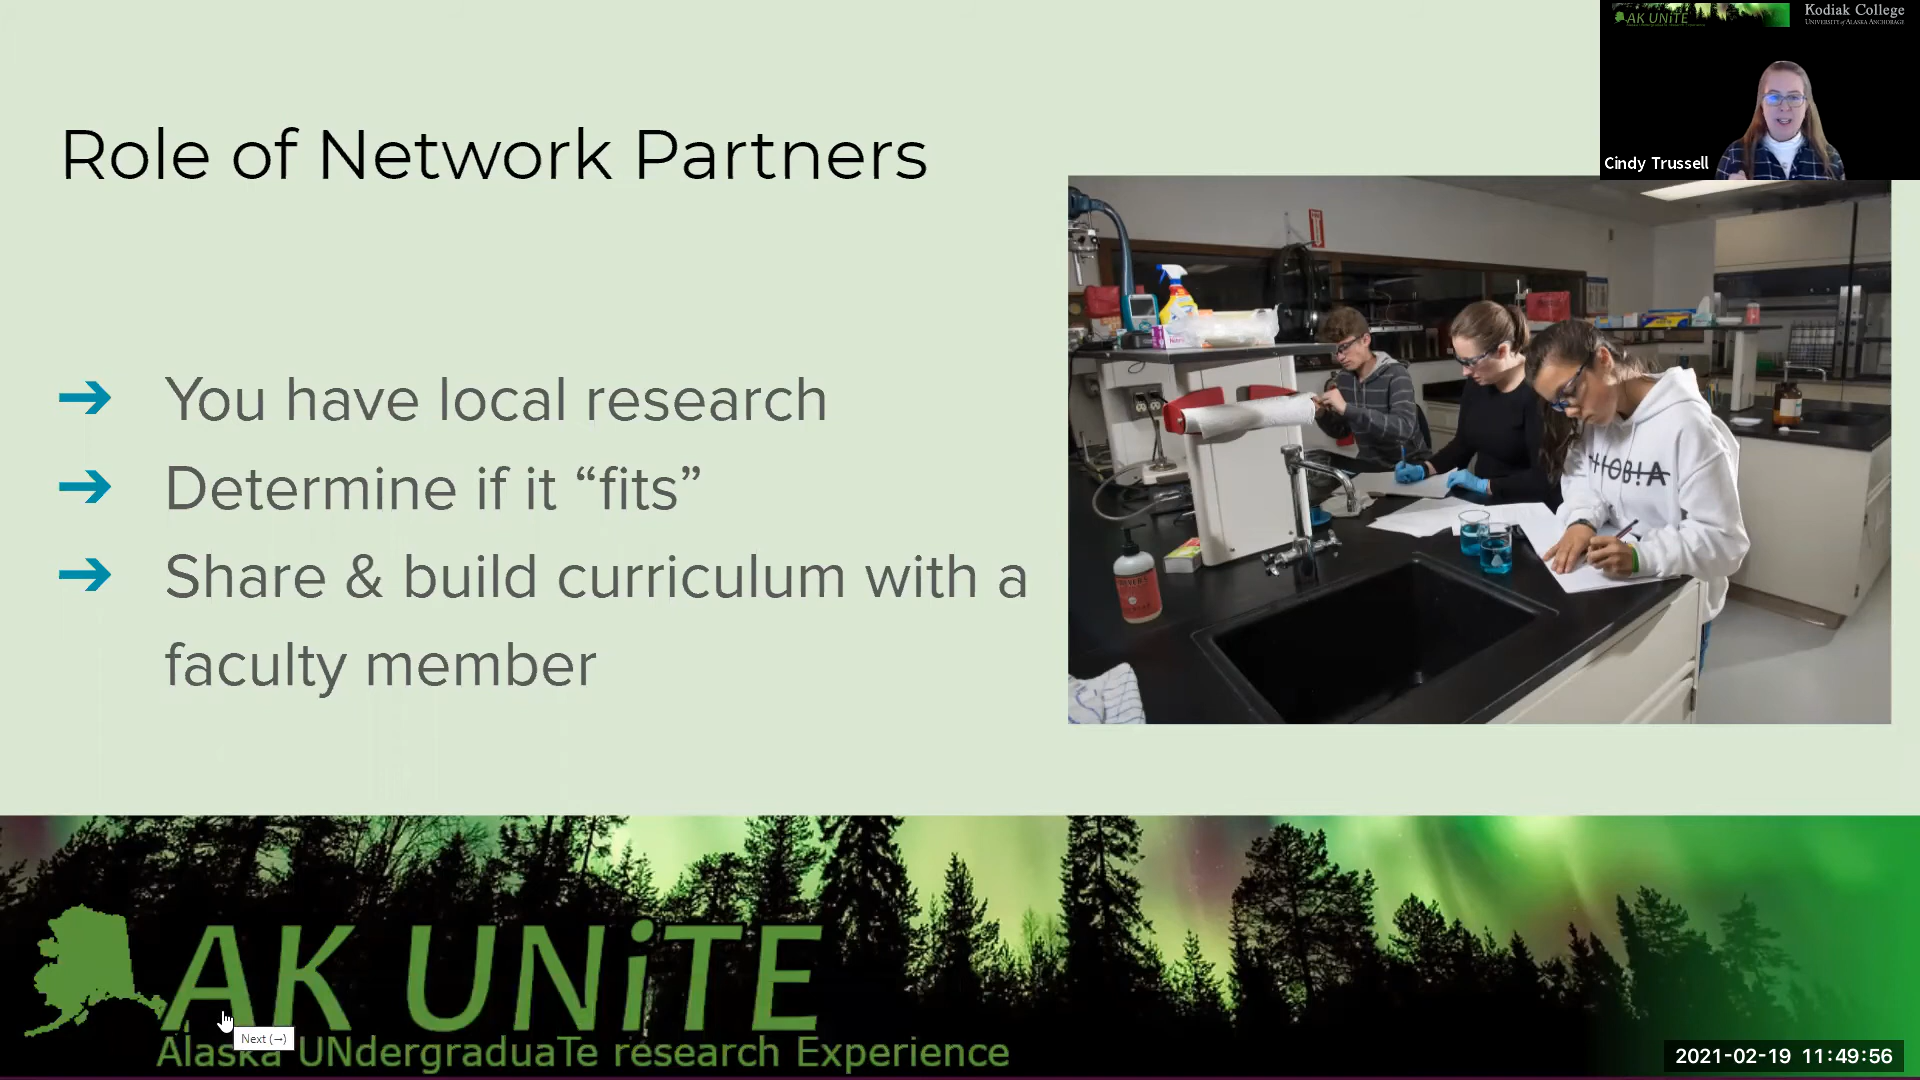 AK UNiTE
Kodiak College
UNIVERSITY of ALASKA ANCHORAGE
Cindy Trussell
Role of Network Partners
➔ You have local research
➔ Determine if it “fits”
➔ Share & build curriculum with a
faculty member
HOBIA
AK UNiTE
Next (→)
Alaska UNdergraduaTe research Experience
2021-02-19 11:49:56